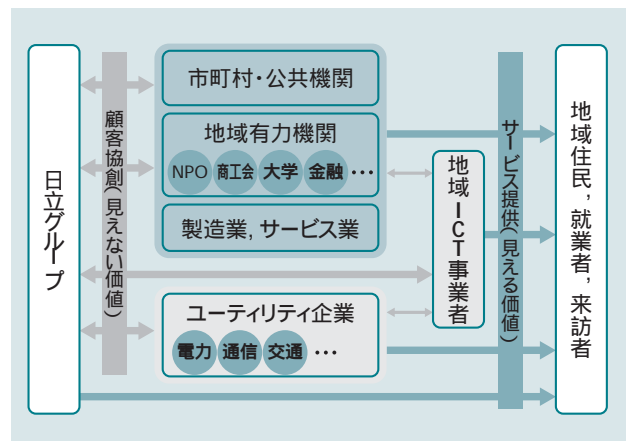 日立グループ
顧客協創(見えない価値)
市町村・公共機関
地域有力機関
NPO 商工会 大学 金融 …
製造業,サービス業
ユーティリティ企業
電力 通信 交通 …
地域ICT事業者
サービス提供(見える価値)
地域住民,就業者,来訪者